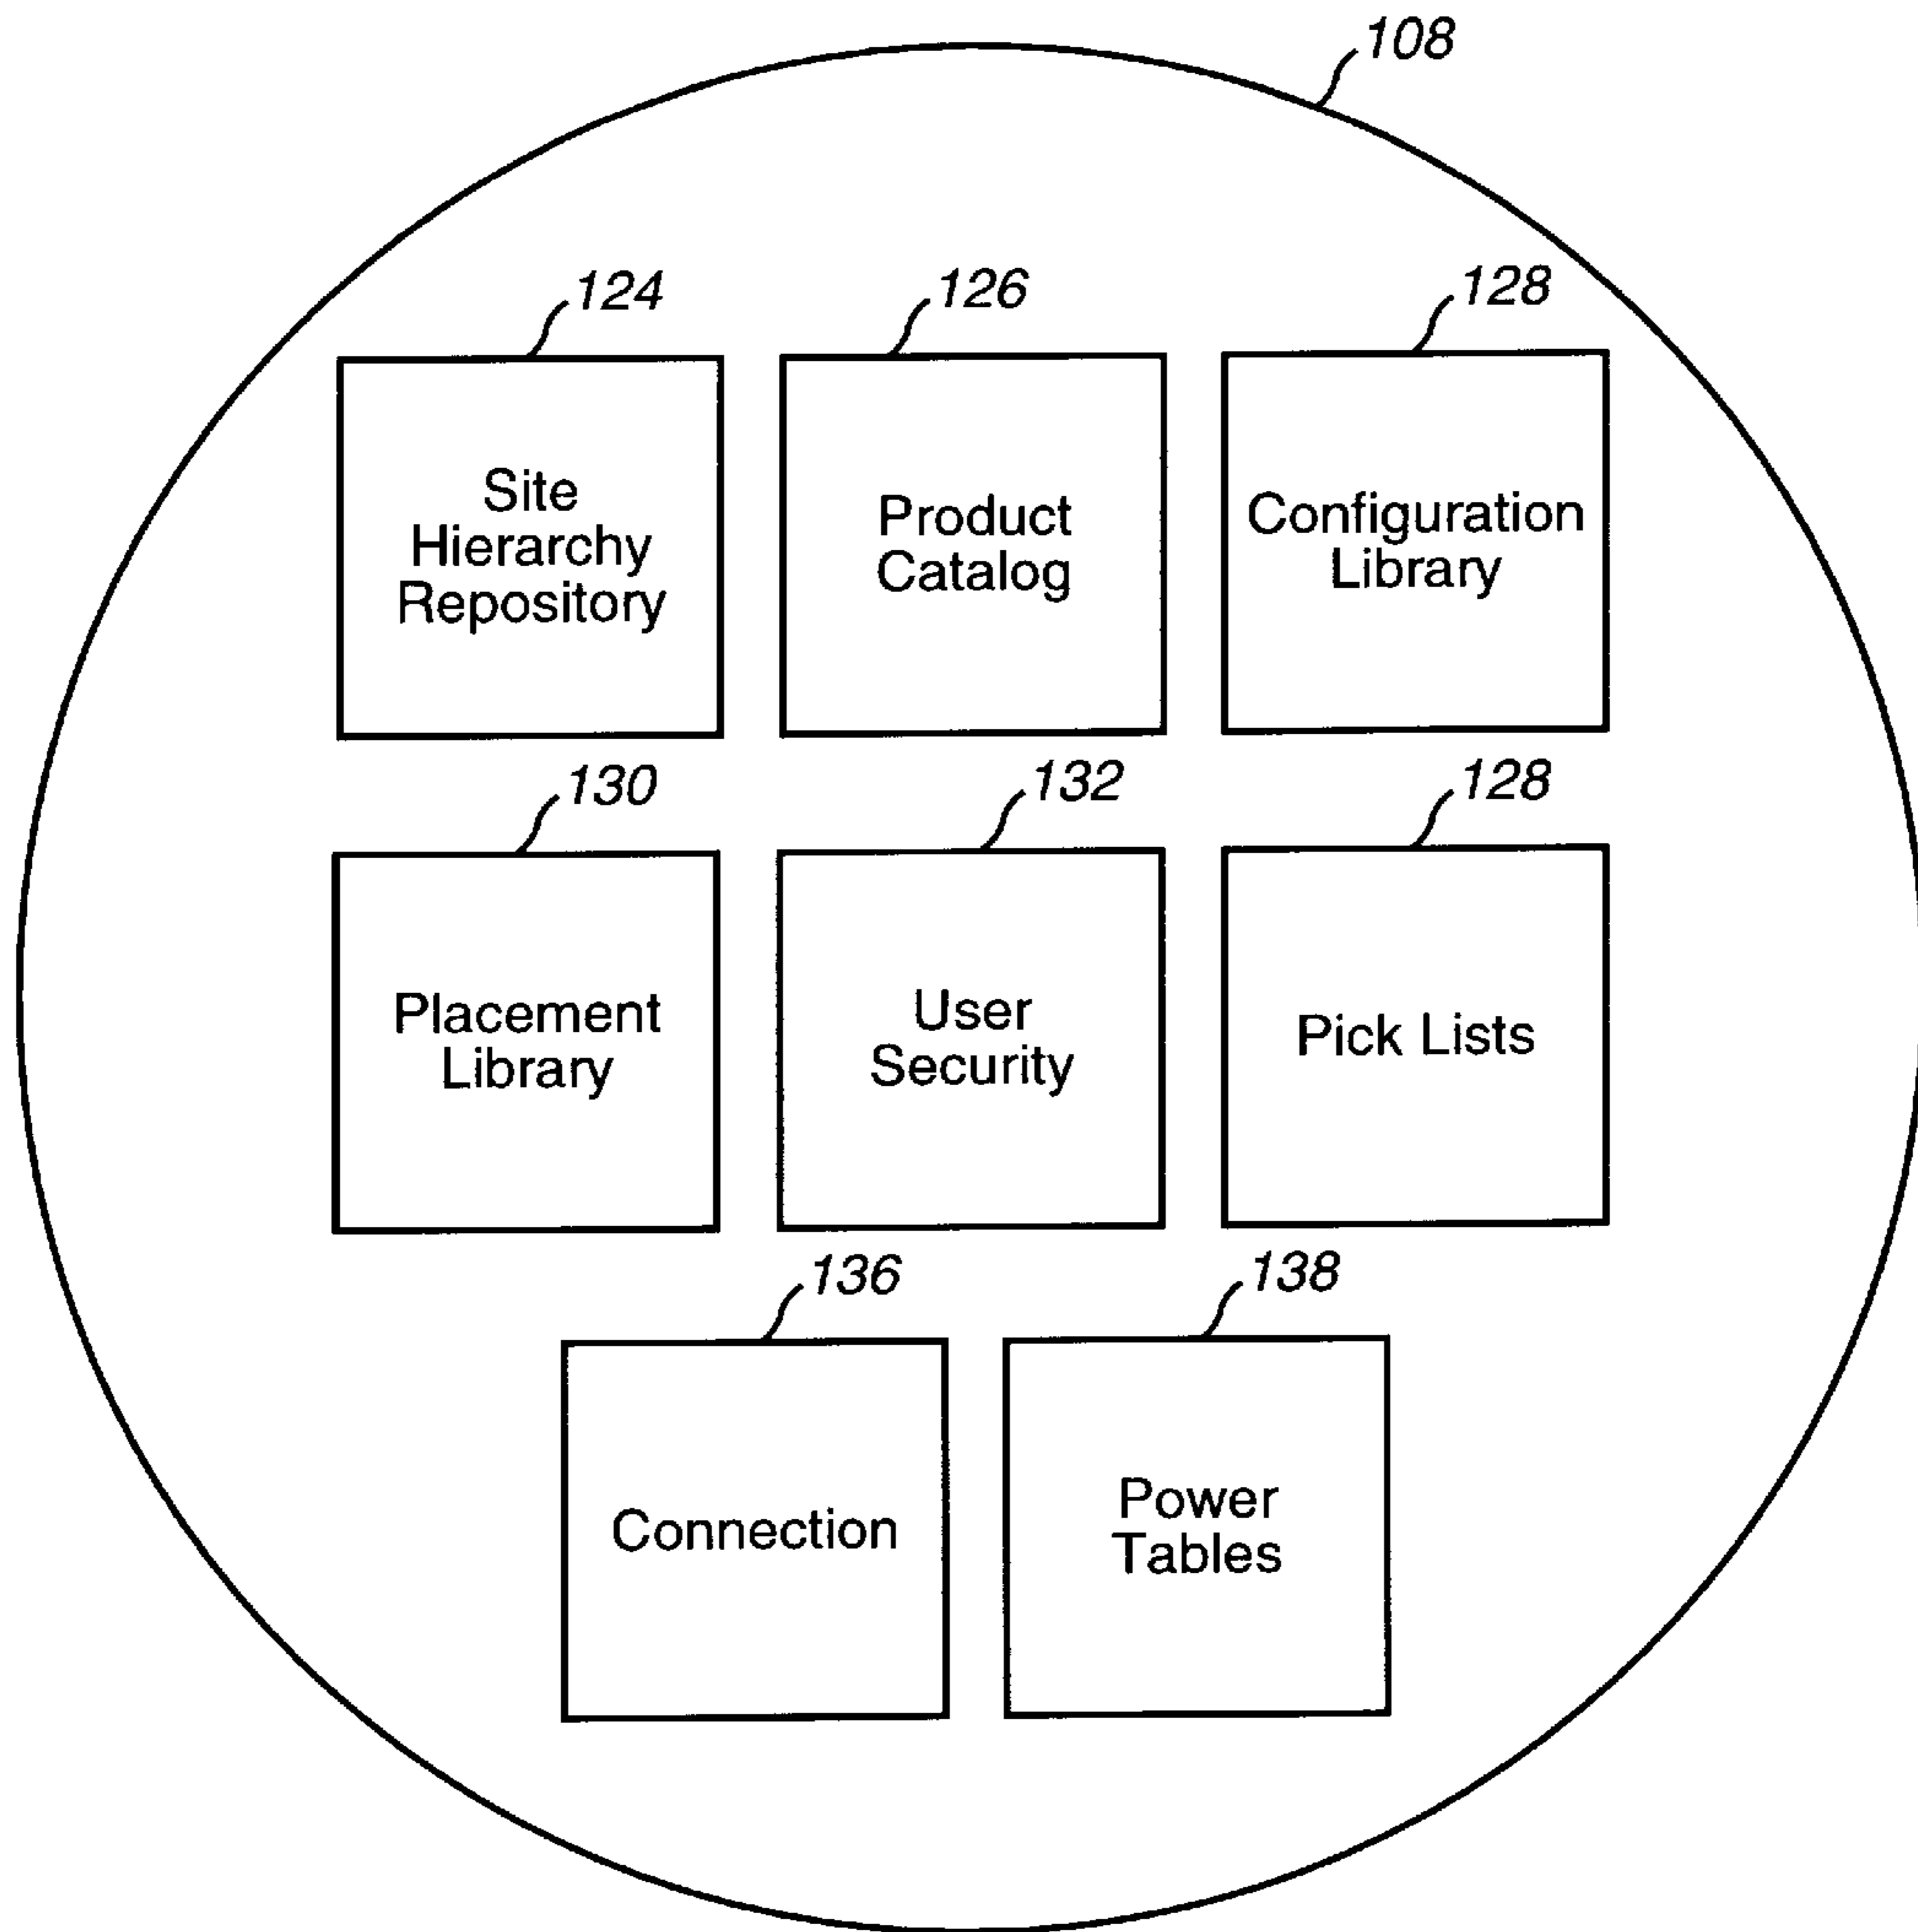 108
124
126
128
Site
Hierarchy
Repository
Product
Catalog
Configuration
Library
130
132
128
Placement
Library
User
Security
Pick Lists
136
138
Connection
Power
Tables